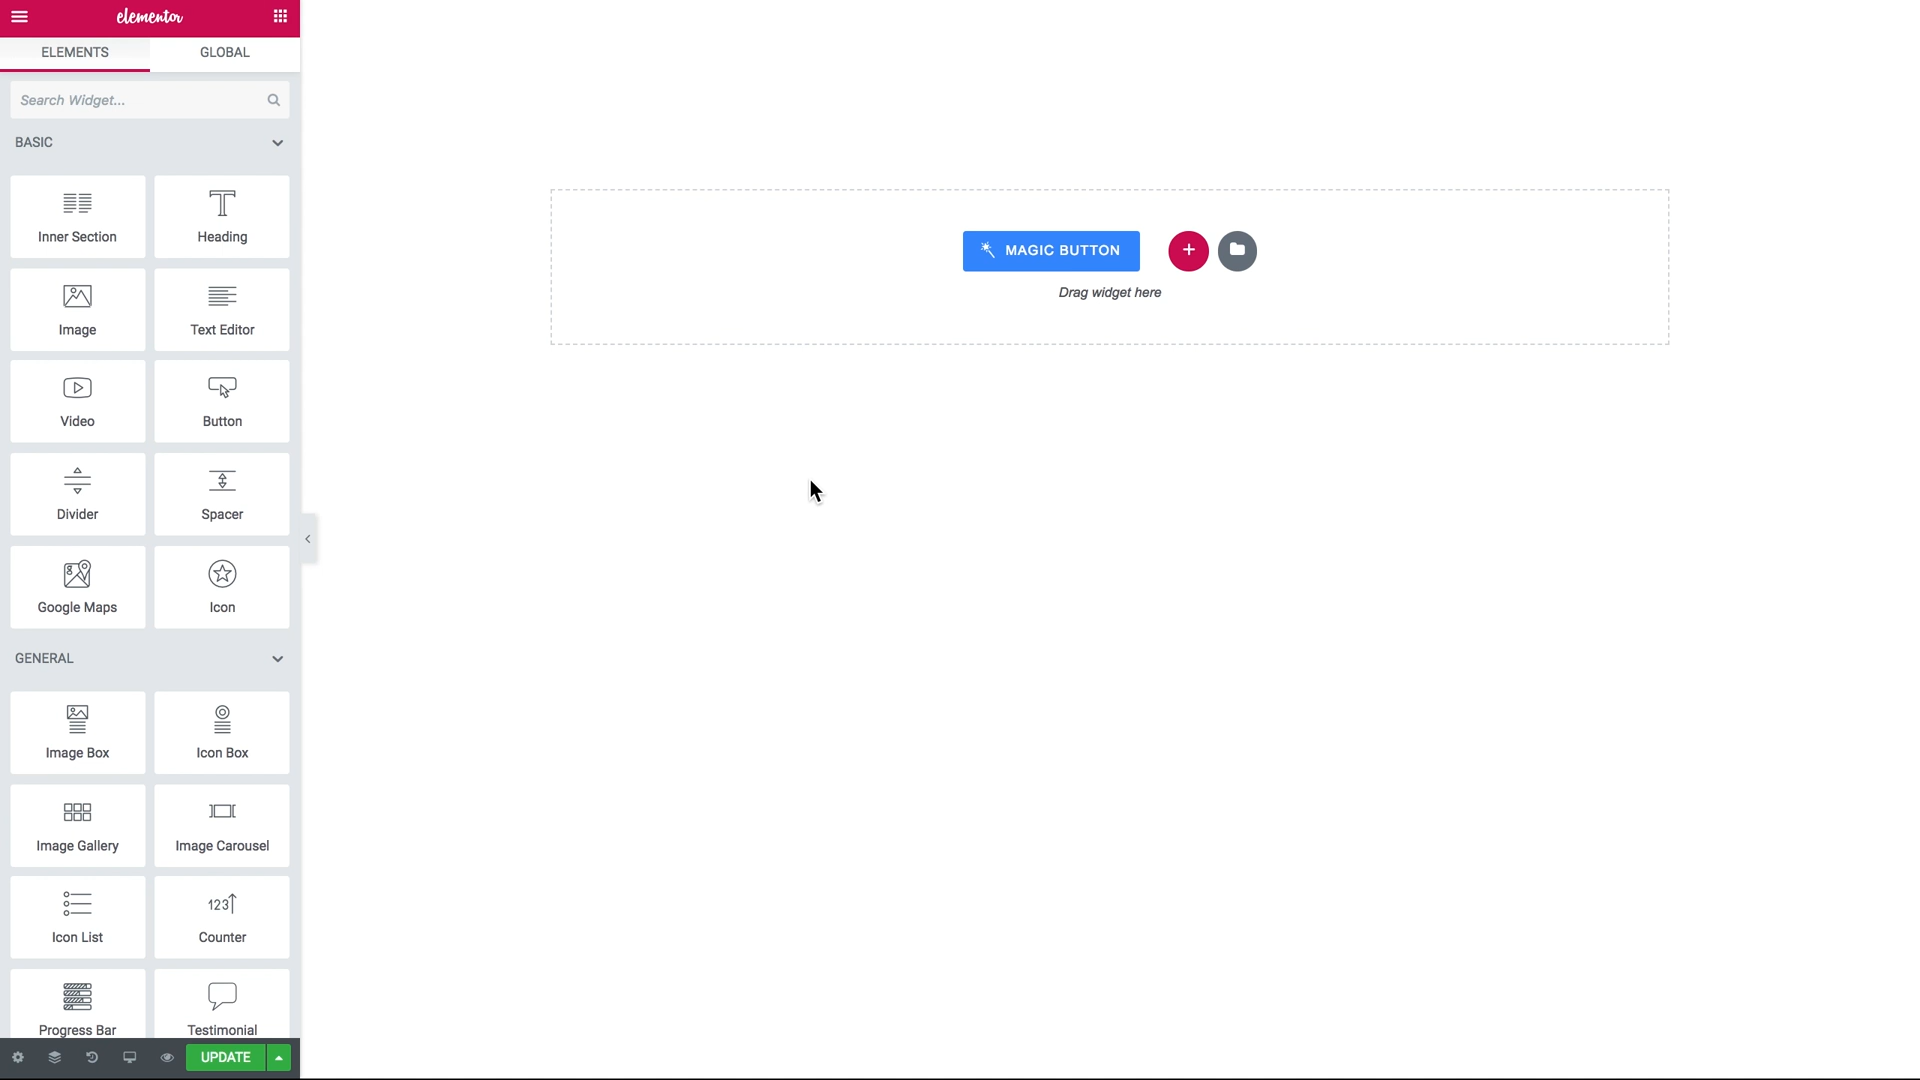 elementor
ELEMENTS GLOBAL
Search Widget...
BASIC
Inner Section Heading
Image Text Editor
Video Button
Divider Spacer
Google Maps Icon
GENERAL
Image Box Icon Box
Image Gallery Image Carousel
123
Icon List Counter
Progress Bar Testimonial
UPDATE
MAGIC BUTTON
+
Drag widget here